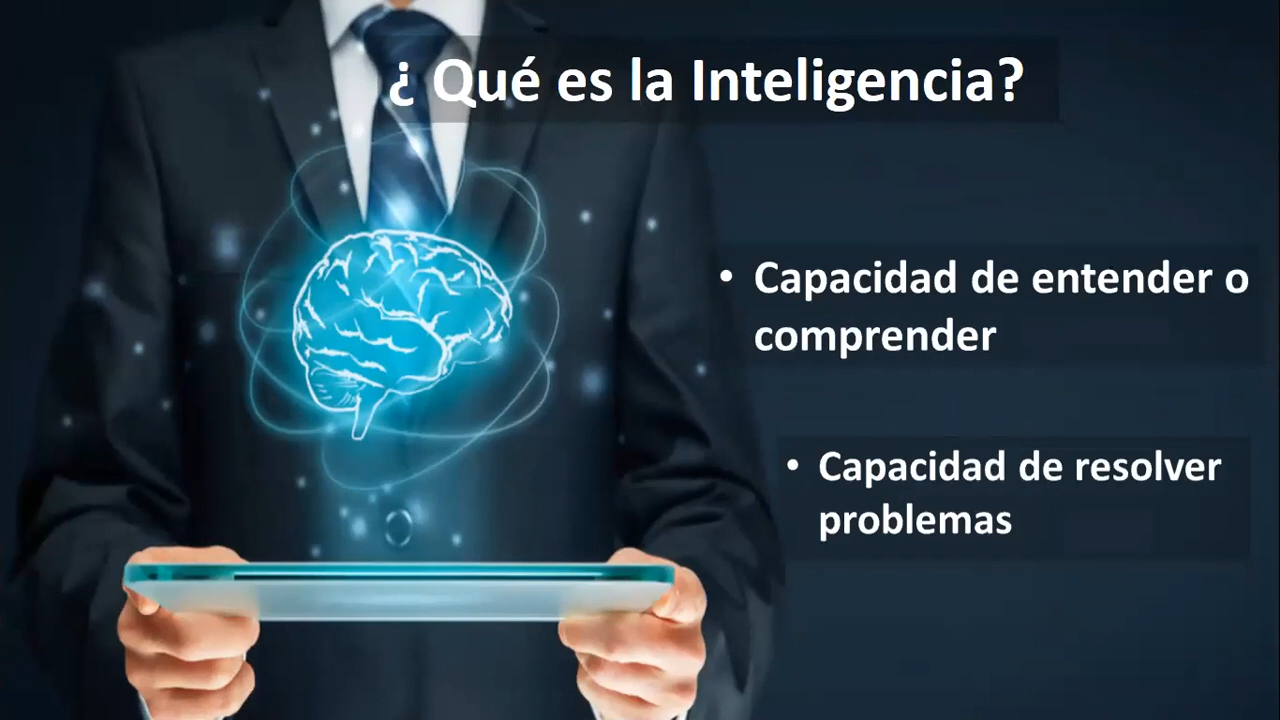 ¿ Qué es la Inteligencia?
• Capacidad de entender o
comprender
• Capacidad de resolver
problemas